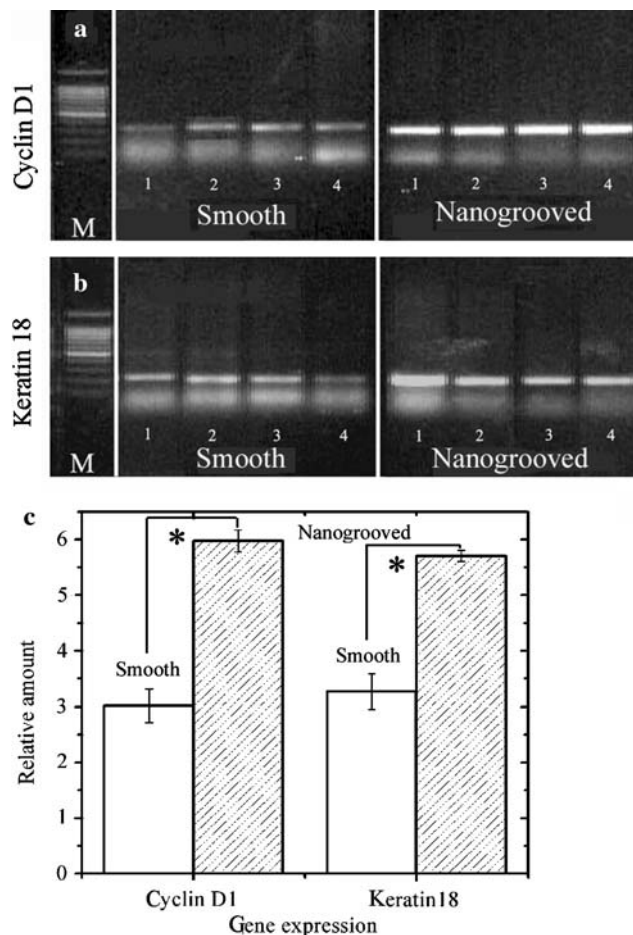 a
Cyclin D1
M
1 2 3 4
Smooth
1 2 3 4
Nanogrooved
b
Keratin 18
M
1 2 3 4
Smooth
1 2 3 4
Nanogrooved
c
Relative amount
6
5
4
3
2
1
0
* Nanogrooved
*
Smooth
Smooth
Cyclin D1 Keratin18
Gene expression